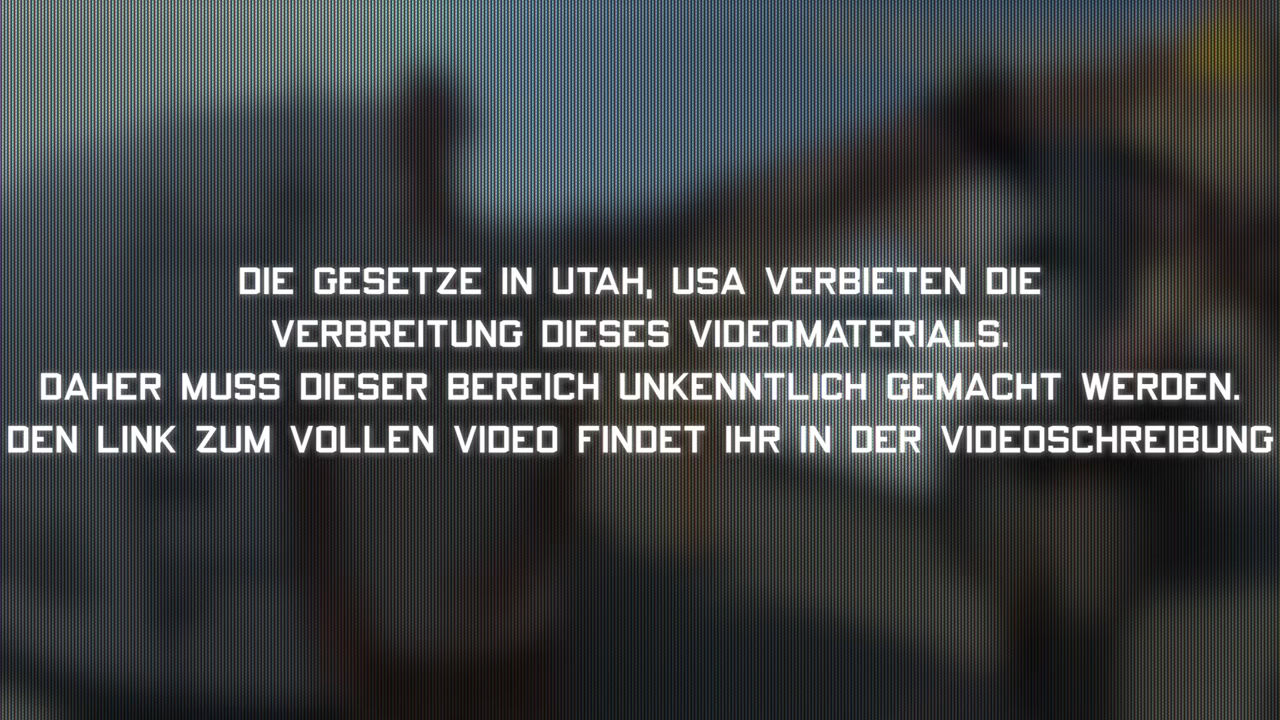 DIE GESETZE IN UTAH, USA VERBIETEN DIE
VERBREITUNG DIESES VIDEOMATERIALS.
DAHER MUSS DIESER BEREICH UNKENNTLICH GEMACHT WERDEN.
DEN LINK ZUM VOLLEN VIDEO FINDET IHR IN DER VIDEOSCHREIBUNG